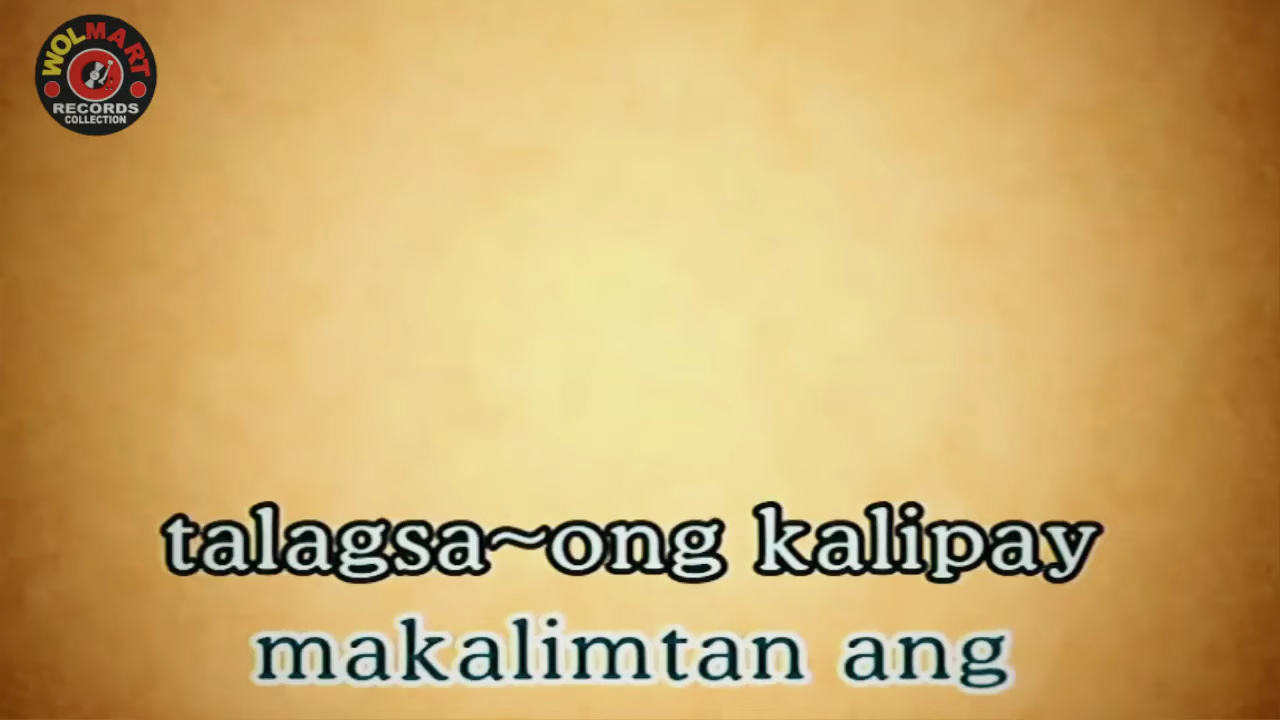 WOLMART
RECORDS
COLLECTION
talagsa~ong kalipay
makalimtan ang